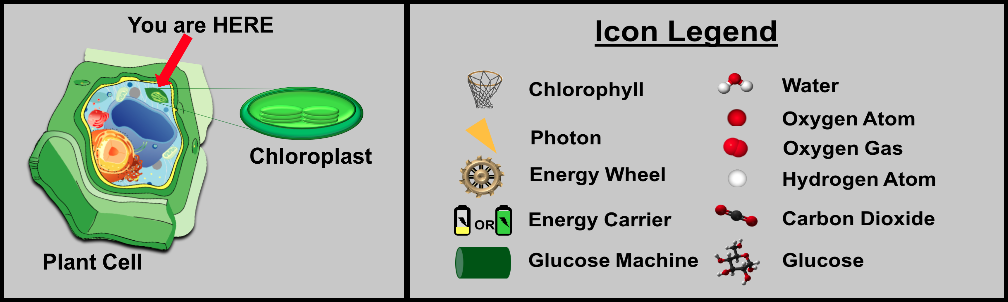 You are HERE
Chloroplast
Plant Cell
Icon Legend
Chlorophyll
Photon
Energy Wheel
OR Energy Carrier
Glucose Machine
Water
Oxygen Atom
Oxygen Gas
Hydrogen Atom
Carbon Dioxide
Glucose